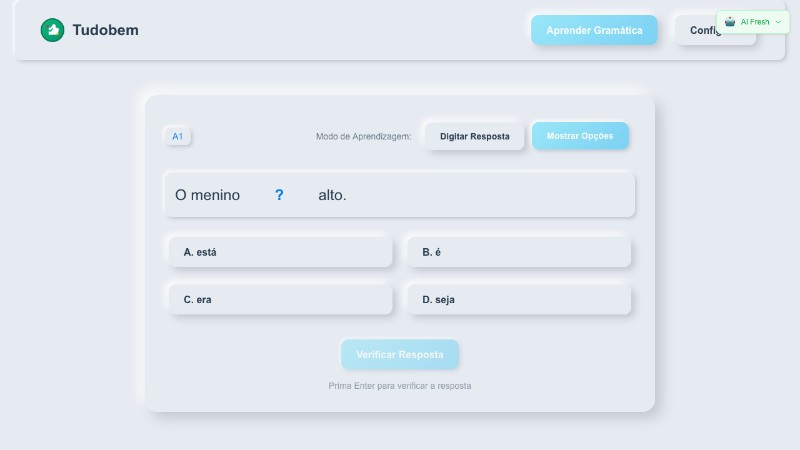 Tudobem
Aprender Gramática
AI Fresh
A1
Modo de Aprendizagem:
Digitar Resposta
Mostrar Opções
O menino ? alto.
A. está
B. é
C. era
D. seja
Verificar Resposta
Prima Enter para verificar a resposta